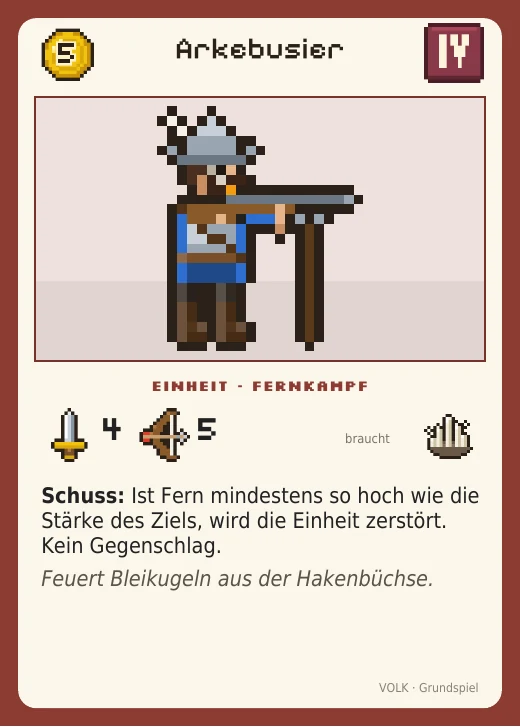 5
Arkebusier
IV
EINHEIT · FERNKAMPF
4
5
braucht
Schuss: Ist Fern mindestens so hoch wie die
Stärke des Ziels, wird die Einheit zerstört.
Kein Gegenschlag.
Feuert Bleikugeln aus der Hakenbüchse.
VOLK · Grundspiel